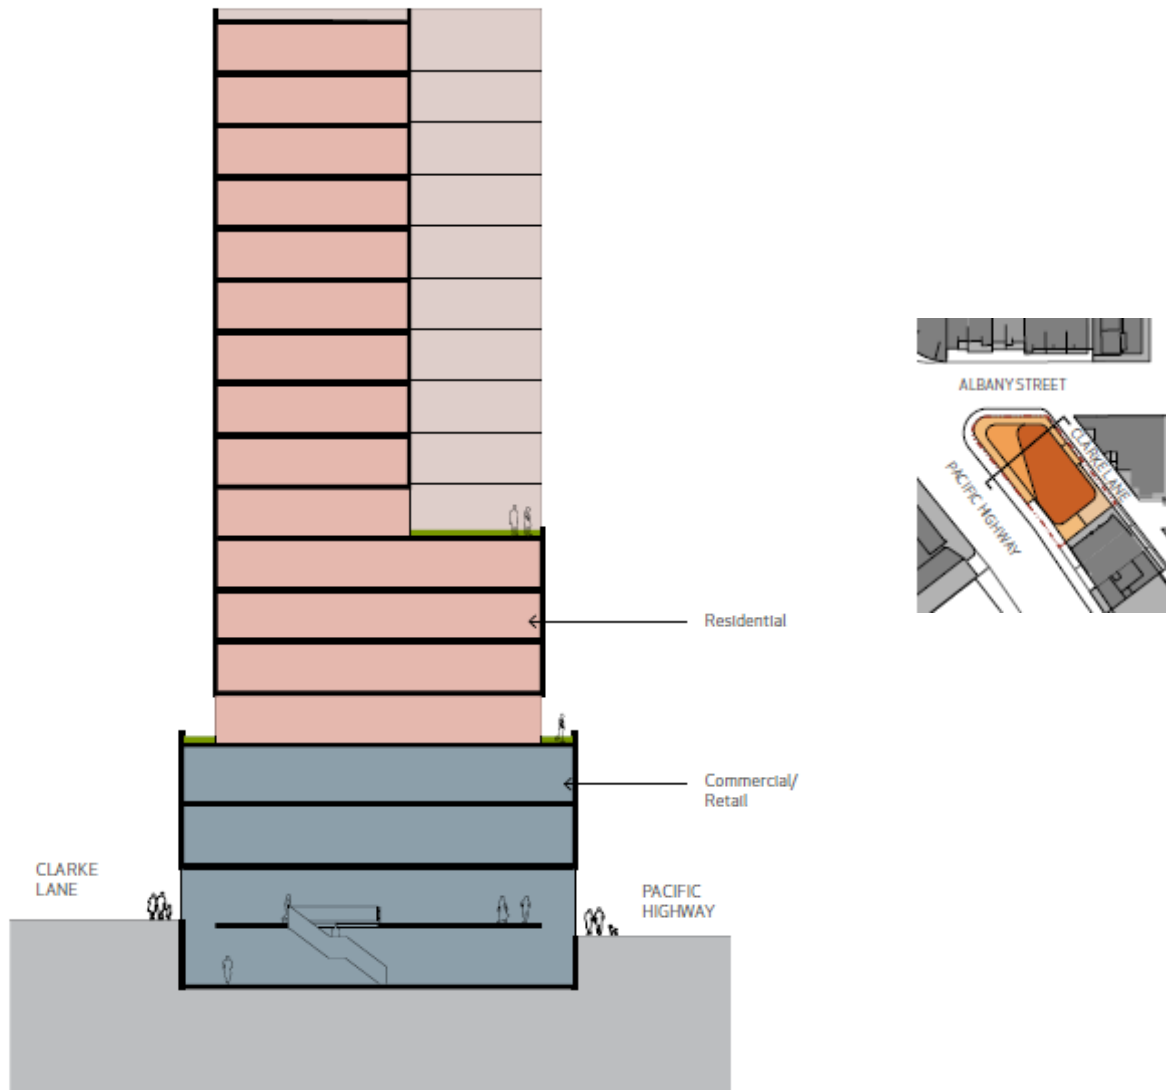 ALBANY STREET
CLARKE LANE
PACIFIC HIGHWAY
Residential
Commercial/
Retail
CLARKE
LANE
PACIFIC
HIGHWAY